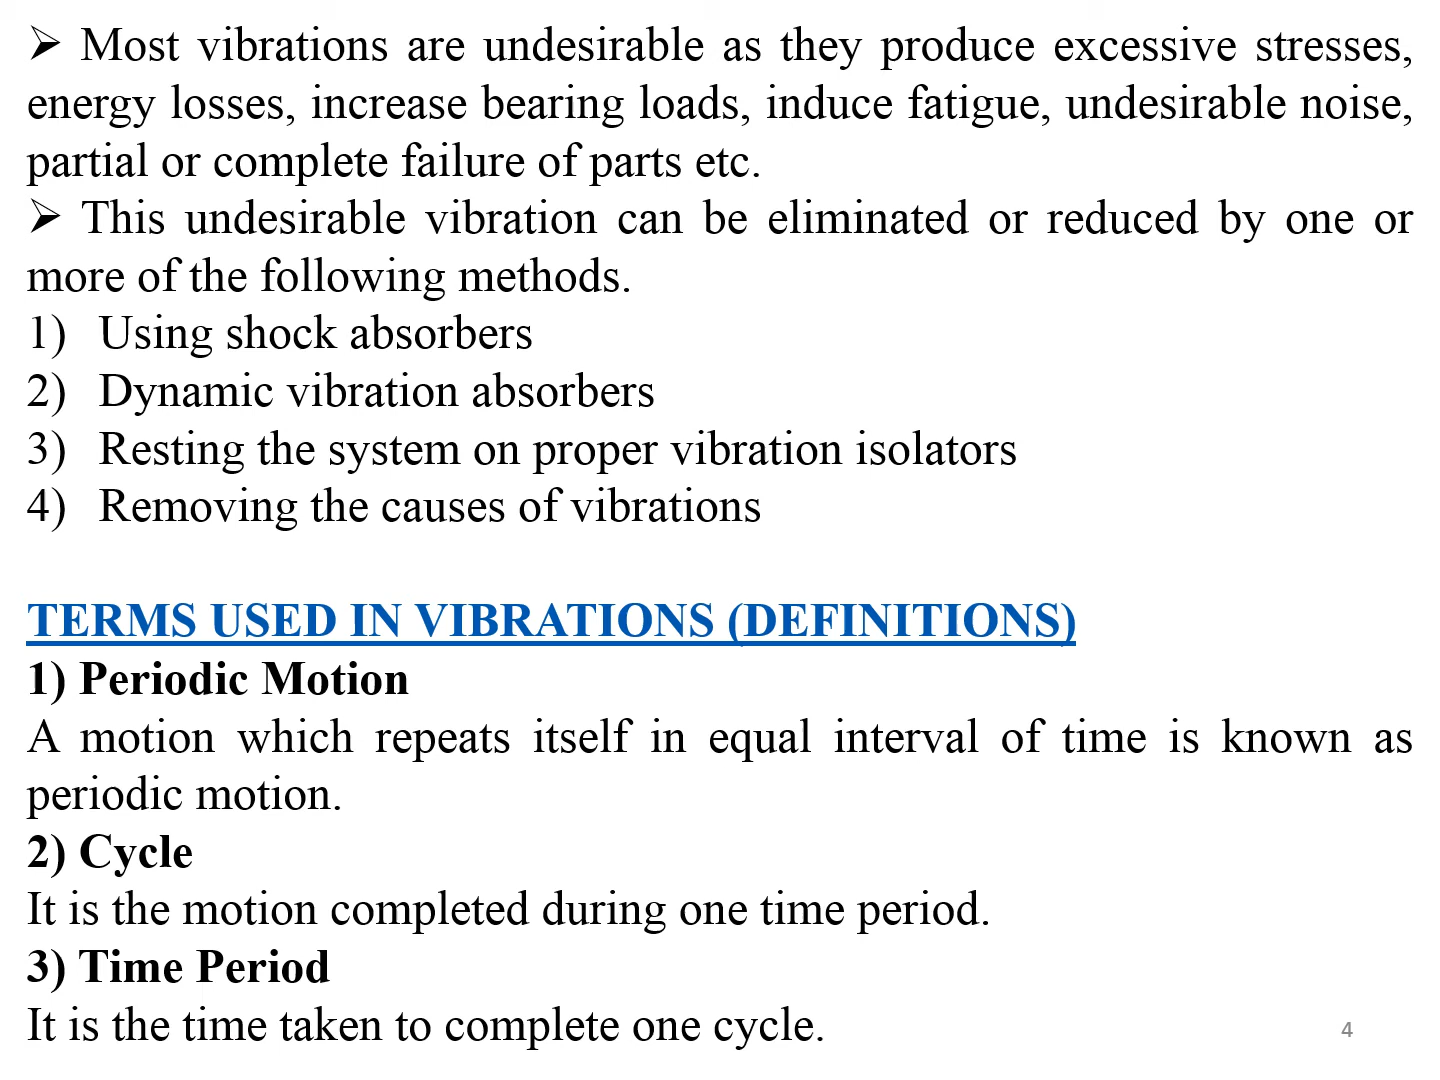 ➢ Most vibrations are undesirable as they produce excessive stresses,
energy losses, increase bearing loads, induce fatigue, undesirable noise,
partial or complete failure of parts etc.
➢ This undesirable vibration can be eliminated or reduced by one or
more of the following methods.
1) Using shock absorbers
2) Dynamic vibration absorbers
3) Resting the system on proper vibration isolators
4) Removing the causes of vibrations
TERMS USED IN VIBRATIONS (DEFINITIONS)
1) Periodic Motion
A motion which repeats itself in equal interval of time is known as
periodic motion.
2) Cycle
It is the motion completed during one time period.
3) Time Period
It is the time taken to complete one cycle.
4